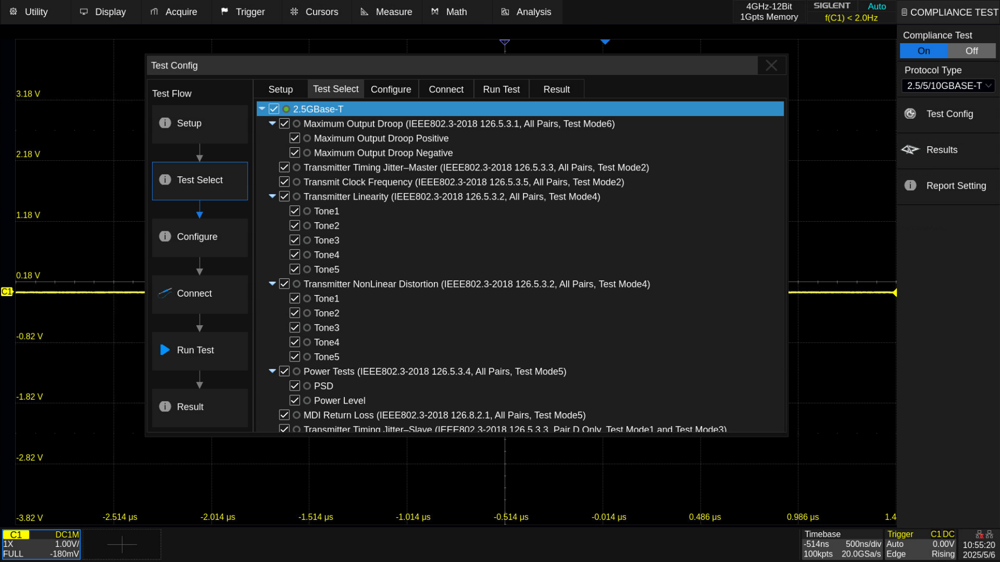 Utility
Display
Acquire
Trigger
Cursors
Measure
Math
Analysis
4GHz-12Bit
1Gpts Memory
SIGLENT
Auto
f(C1) < 2.0Hz
COMPLIANCE TEST
Compliance Test
On
Off
Protocol Type
2.5/5/10GBASE-T
Test Config
Results
Report Setting
Test Config
Test Flow
Setup
Test Select
Configure
Connect
Run Test
Result
Setup
Test Select
Configure
Connect
Run Test
Result
2.5GBase-T
Maximum Output Droop (IEEE802.3-2018 126.5.3.1, All Pairs, Test Mode6)
Maximum Output Droop Positive
Maximum Output Droop Negative
Transmitter Timing Jitter–Master (IEEE802.3-2018 126.5.3.3, All Pairs, Test Mode2)
Transmit Clock Frequency (IEEE802.3-2018 126.5.3.5, All Pairs, Test Mode2)
Transmitter Linearity (IEEE802.3-2018 126.5.3.2, All Pairs, Test Mode4)
Tone1
Tone2
Tone3
Tone4
Tone5
Transmitter NonLinear Distortion (IEEE802.3-2018 126.5.3.2, All Pairs, Test Mode4)
Tone1
Tone2
Tone3
Tone4
Tone5
Power Tests (IEEE802.3-2018 126.5.3.4, All Pairs, Test Mode5)
PSD
Power Level
MDI Return Loss (IEEE802.3-2018 126.8.2.1, All Pairs, Test Mode5)
Transmitter Timing Jitter–Slave (IEEE802.3-2018 126.5.3.3, Pair D Only, Test Mode1 and Test Mode3)
3.18 V
2.18 V
1.18 V
0.18 V
C1
-0.82 V
-1.82 V
-2.82 V
-3.82 V
-2.514 µs
-2.014 µs
-1.514 µs
-1.014 µs
-0.514 µs
-0.014 µs
0.486 µs
0.986 µs
1.4
C1 DC1M
1X 1.00V/
FULL -180mV
Timebase
-514ns 500ns/div
100kpts 20.0GSa/s
Trigger C1 DC
Auto 0.00V
Edge Rising
10:55:20
2025/5/6